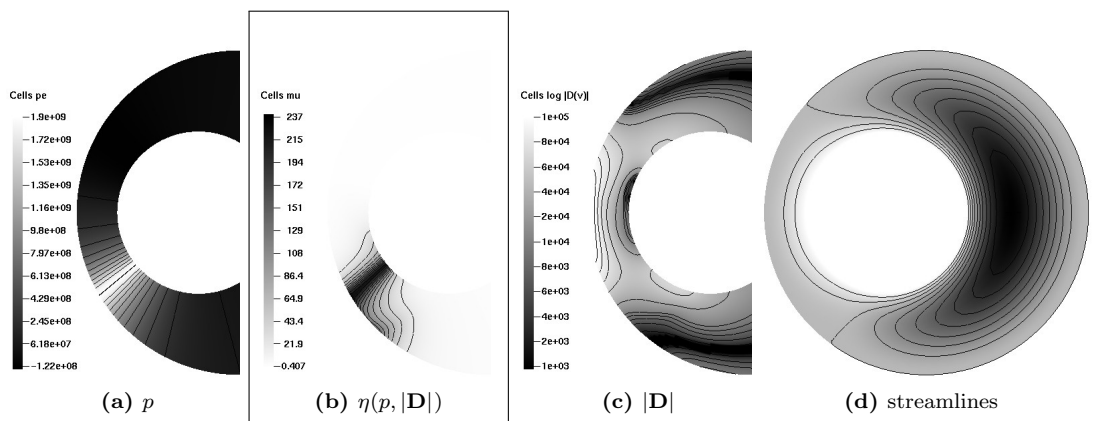 Cells pe
1.9e+09
1.72e+09
1.53e+09
1.35e+09
1.16e+09
9.8e+08
7.97e+08
6.13e+08
4.29e+08
2.45e+08
6.18e+07
-1.22e+08
(a) p
Cells mu
237
215
194
172
151
129
108
86.4
64.9
43.4
21.9
0.407
(b) η(p, |D|)
Cells log |D(v)|
1e+05
8e+04
6e+04
4e+04
2e+04
1e+04
8e+03
6e+03
4e+03
2e+03
1e+03
(c) |D|
(d) streamlines